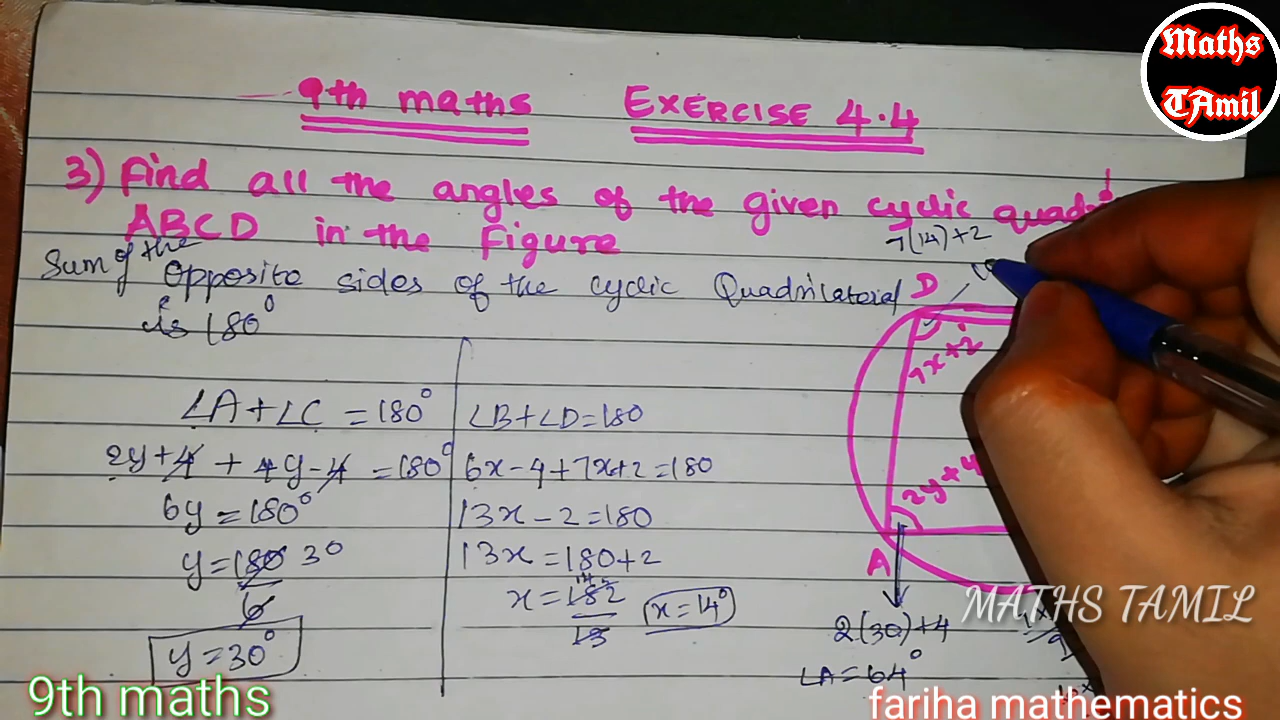 Maths
TAmil
9th maths EXERCISE 4.4
3) Find all the angles of the given cyclic
ABCD in the Figure
7(14)+2
Sum of the opposite sides of the cyclic Quadrilateral
is 180°
D
7x+2
∠A+∠C = 180°
2y+4 + 4y-4 = 180°
6y = 180°
y = 180 30
6
y = 30°
∠B+∠D=180
6x-4+7x+2=180
13x-2=180
13x=180+2
x=182 14
13
x=14°
2y+4
A
2(30)+4
∠A=64°
MATHS TAMIL
9th maths
fariha mathematics